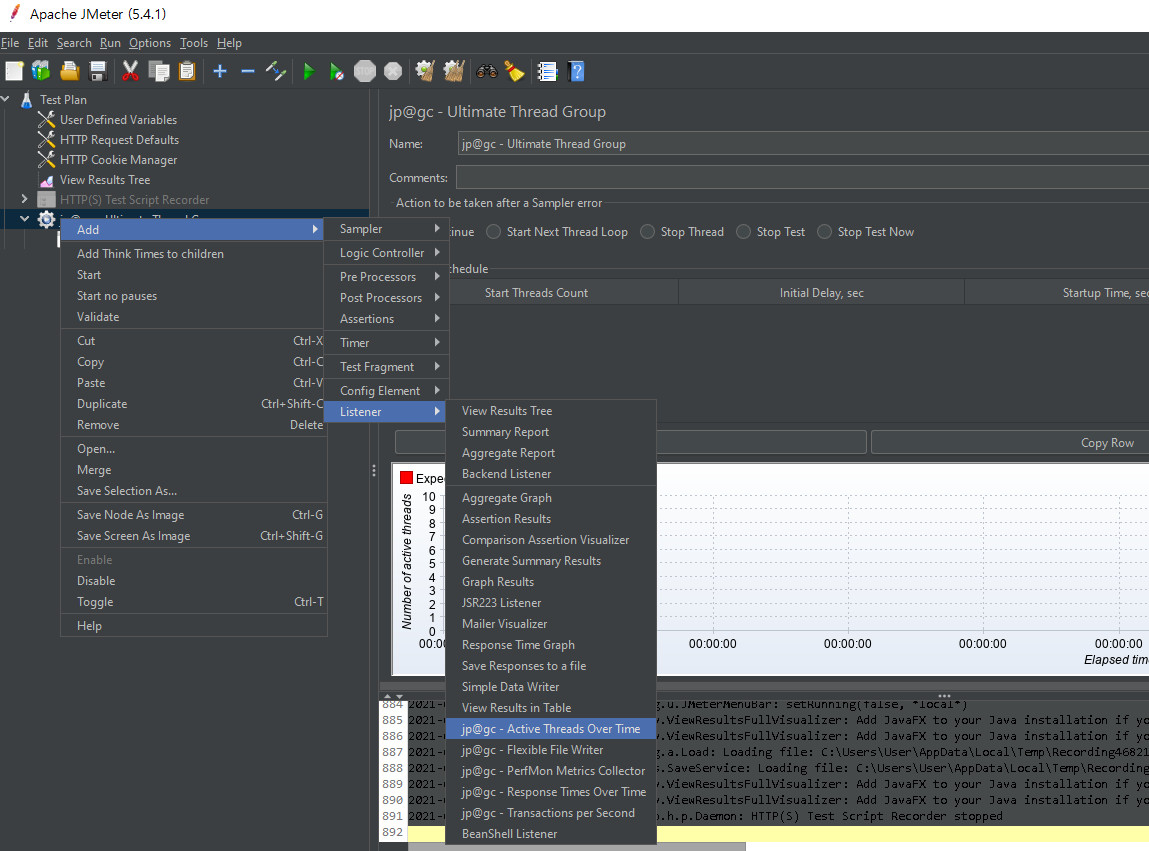 Apache JMeter (5.4.1)
File Edit Search Run Options Tools Help
Test Plan
User Defined Variables
HTTP Request Defaults
HTTP Cookie Manager
View Results Tree
HTTP(S) Test Script Recorder
Add
Add Think Times to children
Start
Start no pauses
Validate
Cut Ctrl-X
Copy Ctrl-C
Paste Ctrl-V
Duplicate Ctrl+Shift-C
Remove Delete
Open...
Merge
Save Selection As...
Save Node As Image Ctrl-G
Save Screen As Image Ctrl+Shift-G
Enable
Disable
Toggle Ctrl-T
Help
Sampler
Logic Controller
Pre Processors
Post Processors
Assertions
Timer
Test Fragment
Config Element
Listener
View Results Tree
Summary Report
Aggregate Report
Backend Listener
Aggregate Graph
Assertion Results
Comparison Assertion Visualizer
Generate Summary Results
Graph Results
JSR223 Listener
Mailer Visualizer
Response Time Graph
Save Responses to a file
Simple Data Writer
View Results in Table
jp@gc - Active Threads Over Time
jp@gc - Flexible File Writer
jp@gc - PerfMon Metrics Collector
jp@gc - Response Times Over Time
jp@gc - Transactions per Second
BeanShell Listener
jp@gc - Ultimate Thread Group
Name: jp@gc - Ultimate Thread Group
Comments:
Action to be taken after a Sampler error
tinue Start Next Thread Loop Stop Thread Stop Test Stop Test Now
chedule
Start Threads Count Initial Delay, sec Startup Time, sec
Copy Row
Expe
Number of active threads
10
9
8
7
6
5
4
3
2
1
0
00:0 00:00:00 00:00:00 00:00:00 00:00:00
Elapsed tim
884 2021- g.u.JMeterMenuBar: setRunning(false, *local*)
885 2021- .ViewResultsFullVisualizer: Add JavaFX to your Java installation if yo
886 2021- .ViewResultsFullVisualizer: Add JavaFX to your Java installation if yo
887 2021- g.a.Load: Loading file: C:\Users\User\AppData\Local\Temp\Recording46821
888 2021- s.SaveService: Loading file: C:\Users\User\AppData\Local\Temp\Recording
889 2021- .ViewResultsFullVisualizer: Add JavaFX to your Java installation if yo
890 2021- .ViewResultsFullVisualizer: Add JavaFX to your Java installation if yo
891 2021- .h.p.Daemon: HTTP(S) Test Script Recorder stopped
892